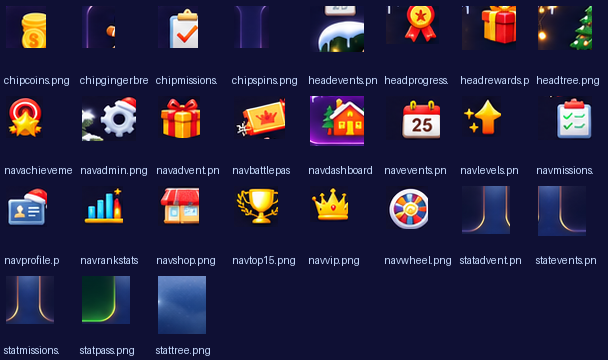 chipcoins.png chipgingerbre chipmissions. chipspins.png headevents.pn headprogress. headrewards.p headtree.png
25
navachieveme navadmin.png navadvent.pn navbattlepas navdashboard navevents.pn navlevels.pn navmissions.
navprofile.p navrankstats navshop.png navtop15.png navvip.png navwheel.png statadvent.pn statevents.pn
statmissions. statpass.png stattree.png